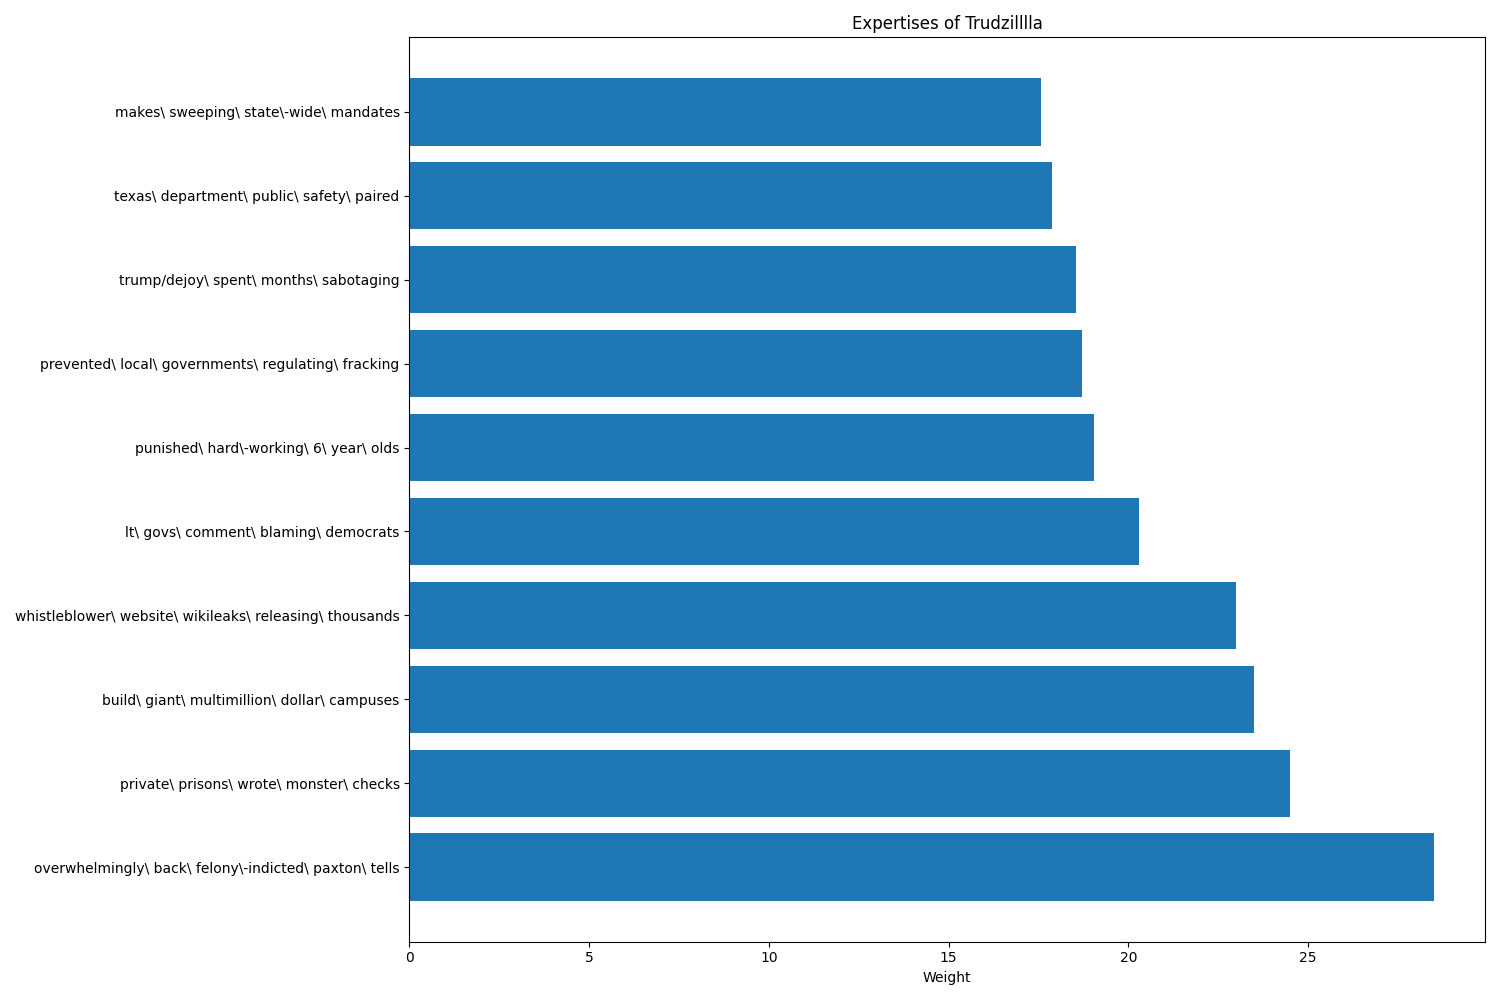 Expertises of Trudzilllla
makes\ sweeping\ state\-wide\ mandates
texas\ department\ public\ safety\ paired
trump/dejoy\ spent\ months\ sabotaging
prevented\ local\ governments\ regulating\ fracking
punished\ hard\-working\ 6\ year\ olds
lt\ govs\ comment\ blaming\ democrats
whistleblower\ website\ wikileaks\ releasing\ thousands
build\ giant\ multimillion\ dollar\ campuses
private\ prisons\ wrote\ monster\ checks
overwhelmingly\ back\ felony\-indicted\ paxton\ tells
0 5 10 15 20 25
Weight